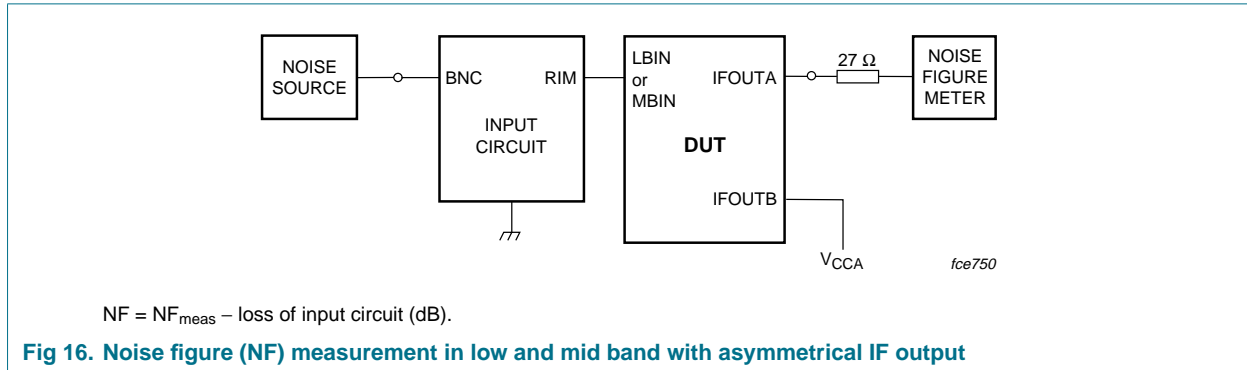 NOISE
SOURCE
BNC
RIM
INPUT
CIRCUIT
LBIN
or
MBIN
IFOUTA
DUT
IFOUTB
27 Ω
NOISE
FIGURE
METER
VCCA
fce750
NF = NFmeas – loss of input circuit (dB).
Fig 16. Noise figure (NF) measurement in low and mid band with asymmetrical IF output